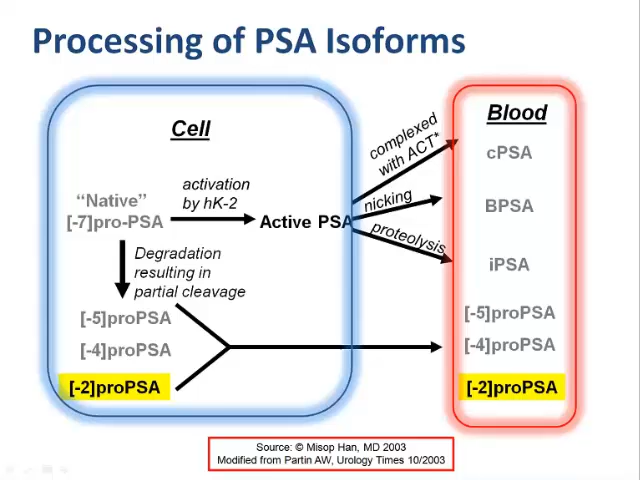 Processing of PSA Isoforms
Cell
Blood
"Native"
[-7]pro-PSA
activation
by hK-2
Active PSA
complexed
with ACT*
nicking
proteolysis
cPSA
BPSA
iPSA
Degradation
resulting in
partial cleavage
[-5]proPSA
[-4]proPSA
[-2]proPSA
[-5]proPSA
[-4]proPSA
[-2]proPSA
Source: © Misop Han, MD 2003
Modified from Partin AW, Urology Times 10/2003